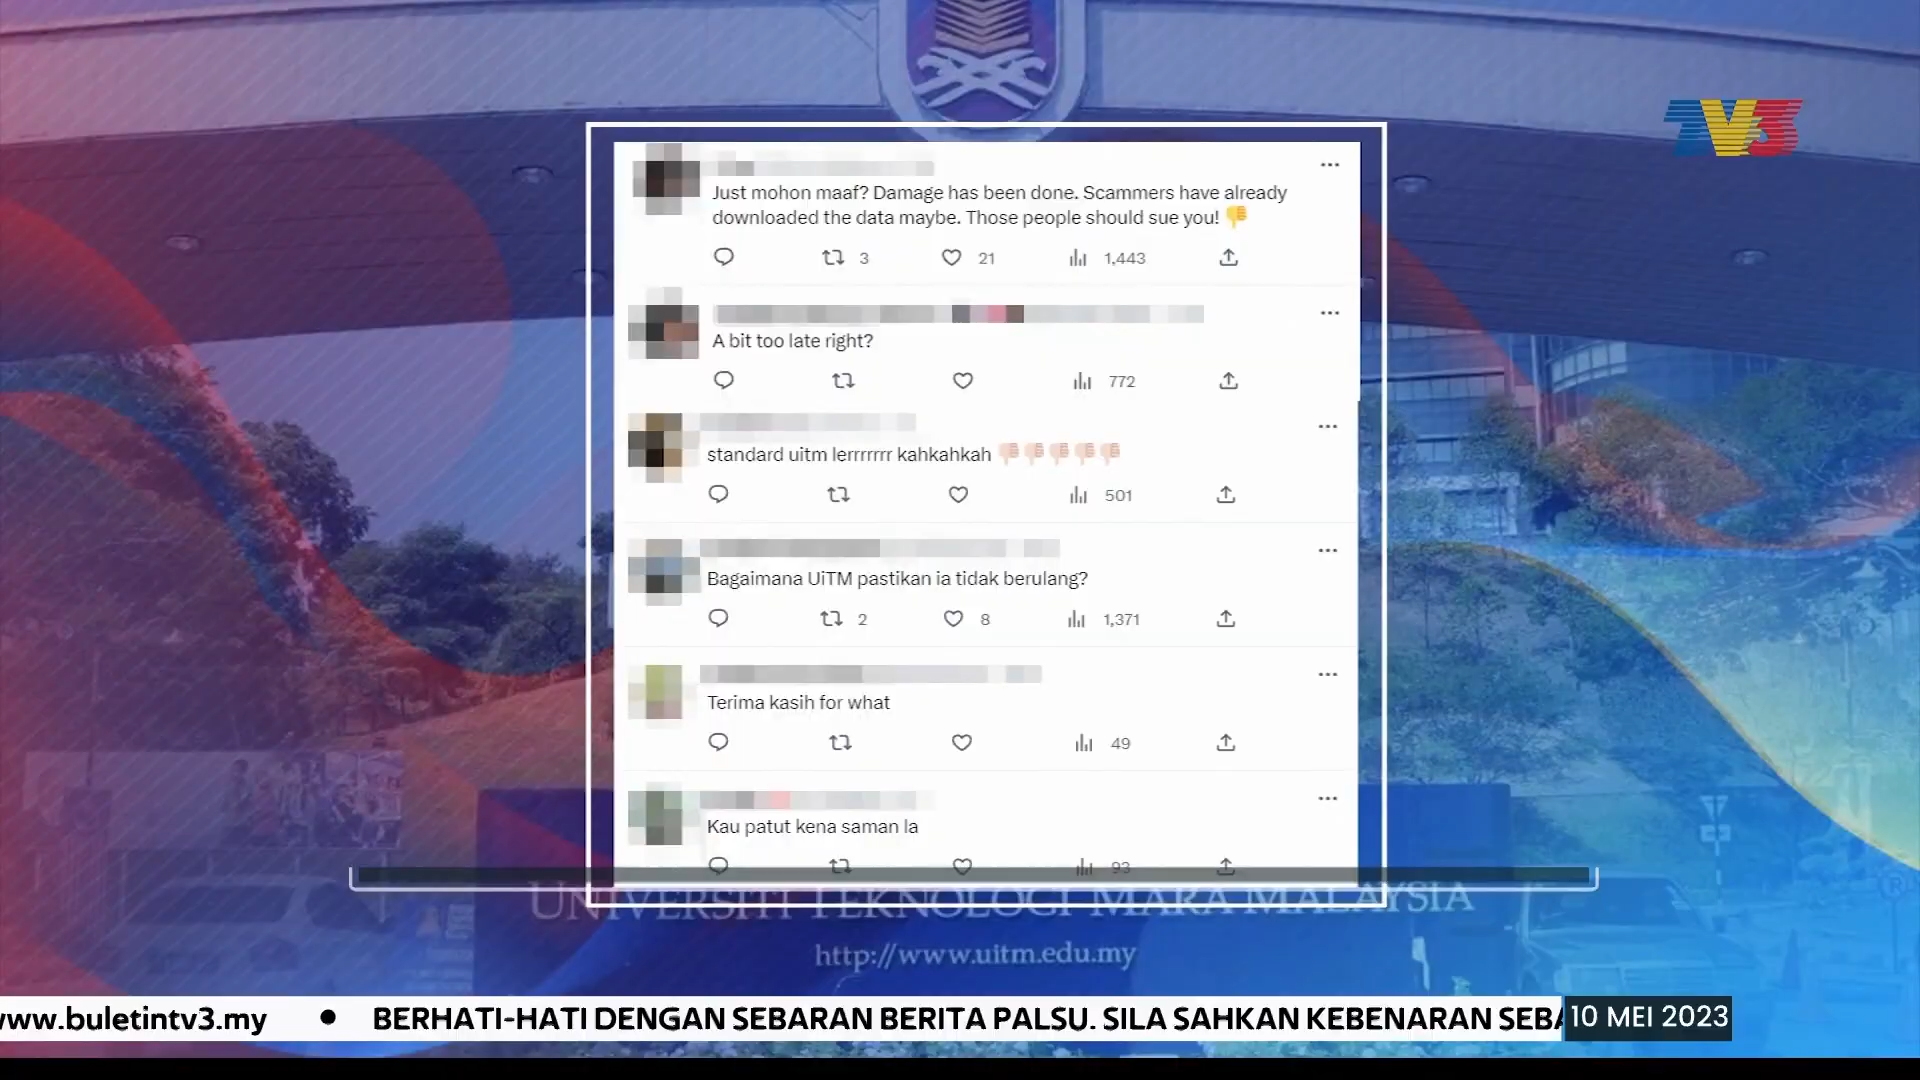 TV3
Just mohon maaf? Damage has been done. Scammers have already
downloaded the data maybe. Those people should sue you! 👎
3 21 1,443
A bit too late right?
772
standard uitm lerrrrrrr kahkahkah 👎🏻👎🏻👎🏻👎🏻👎🏻
501
Bagaimana UiTM pastikan ia tidak berulang?
2 8 1,371
Terima kasih for what
49
Kau patut kena saman la
93
UNIVERSITI TEKNOLOGI MARA MALAYSIA
http://www.uitm.edu.my
www.buletintv3.my • BERHATI-HATI DENGAN SEBARAN BERITA PALSU. SILA SAHKAN KEBENARAN SEBA
10 MEI 2023